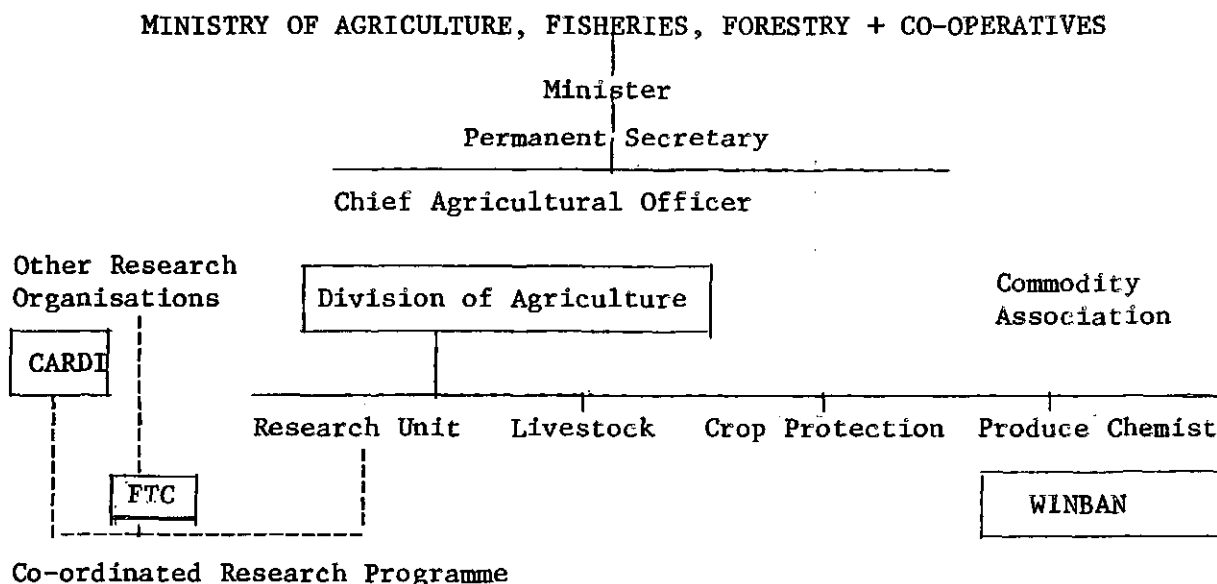 MINISTRY OF AGRICULTURE, FISHERIES, FORESTRY + CO-OPERATIVES
Minister
Permanent Secretary
Chief Agricultural Officer
Other Research
Organisations
Division of Agriculture
Commodity
Association
CARDI
Research Unit
Livestock
Crop Protection
Produce Chemist
FTC
WINBAN
Co-ordinated Research Programme